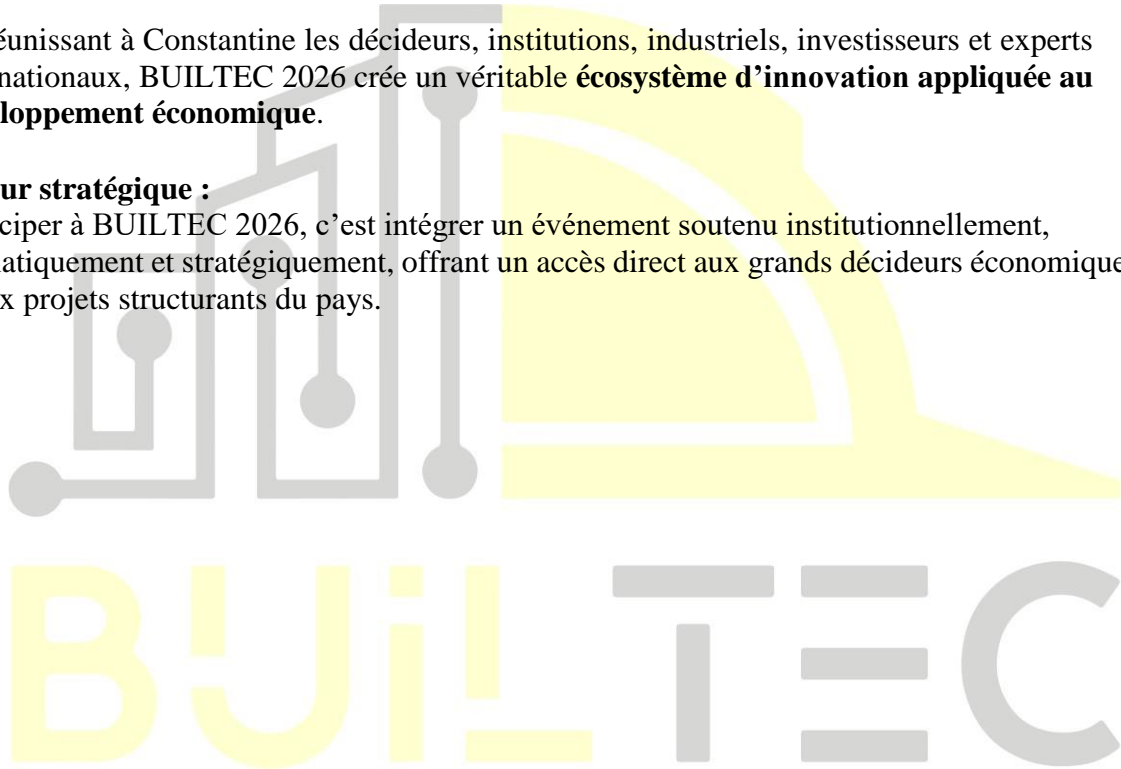 éunissant à Constantine les décideurs, institutions, industriels, investisseurs et experts
nationaux, BUILTEC 2026 crée un véritable écosystème d’innovation appliquée au
loppement économique.
ur stratégique :
ciper à BUILTEC 2026, c’est intégrer un événement soutenu institutionnellement,
atiquement et stratégiquement, offrant un accès direct aux grands décideurs économique
x projets structurants du pays.
BUiLTEC